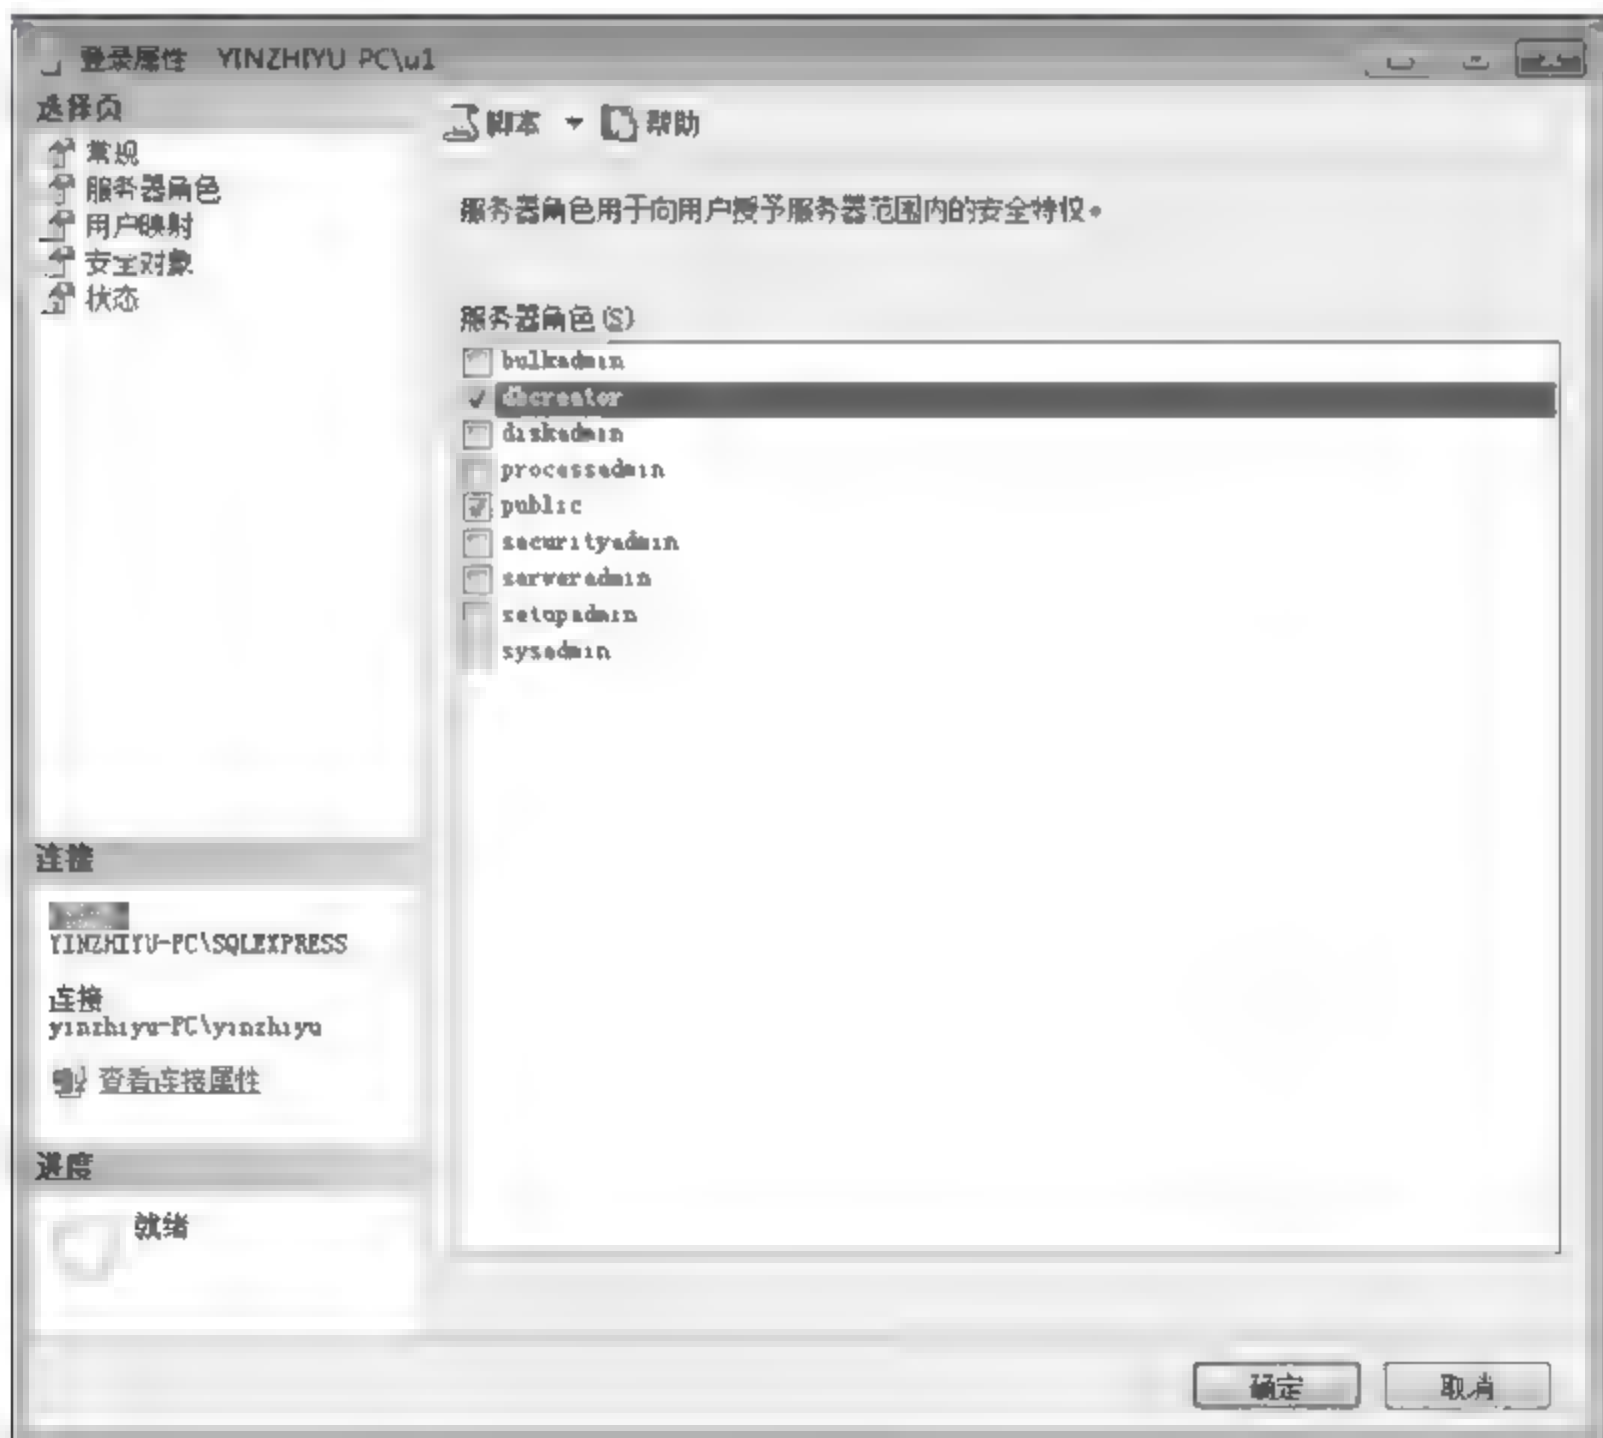 登录属性 YINZHIYU-PC\u1
选择页
常规
服务器角色
用户映射
安全对象
状态
脚本 帮助
服务器角色用于向用户授予服务器范围内的安全特权。
服务器角色(S)
bulkadmin
dbcreator
diskadmin
processadmin
public
securityadmin
serveradmin
setupadmin
sysadmin
连接
YINZHIYU-PC\SQLEXPRESS
连接
yinzhiyu-PC\yinzhiyu
查看连接属性
进度
就绪
确定 取消